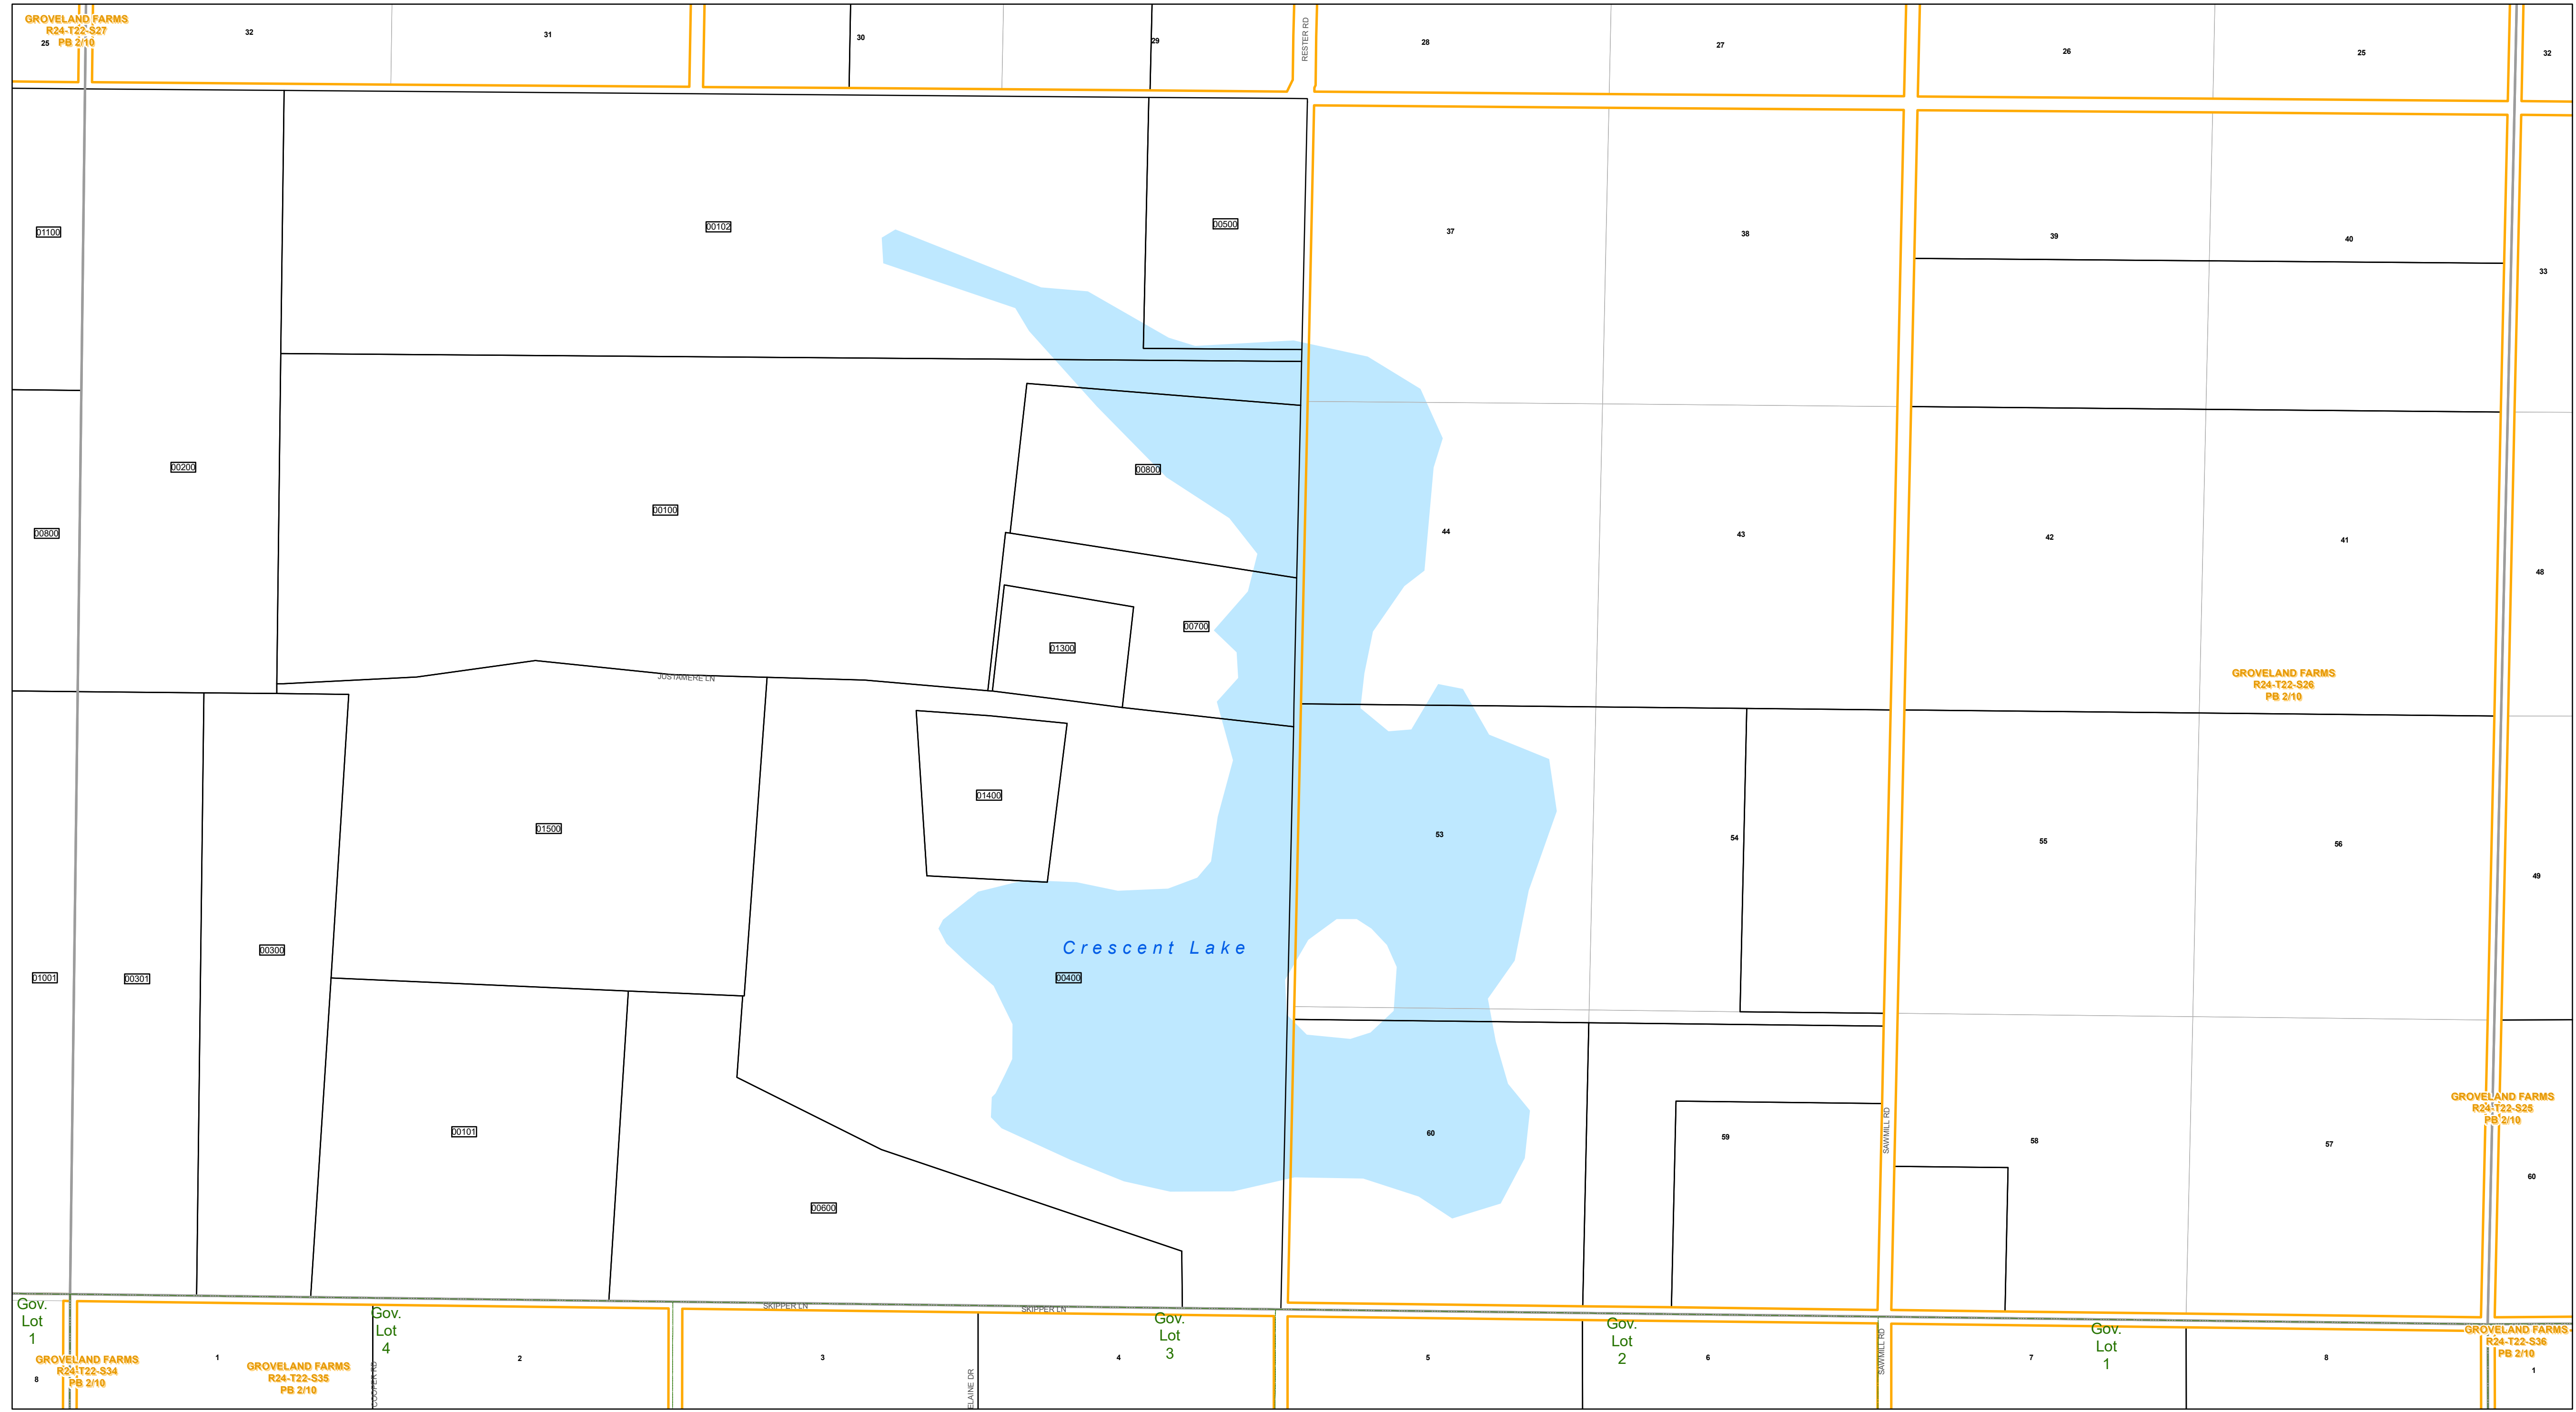 GROVELAND FARMS
R24-T22-S27
PB 2/10
25
32
31
30
29
RESTER RD
28
27
26
25
32
01100
00102
00500
37
38
39
40
33
00200
00800
00100
00800
44
43
42
41
48
00700
01300
JUSTAMERE LN
GROVELAND FARMS
R24-T22-S26
PB 2/10
01400
01500
53
54
55
56
49
Crescent Lake
01001
00301
00300
00400
00101
00600
60
59
SAWMILL RD
58
57
GROVELAND FARMS
R24-T22-S25
PB 2/10
60
SKIPPER LN
SKIPPER LN
Gov.
Lot
1
Gov.
Lot
4
Gov.
Lot
3
Gov.
Lot
2
Gov.
Lot
1
GROVELAND FARMS
R24-T22-S34
PB 2/10
8
1
GROVELAND FARMS
R24-T22-S35
PB 2/10
COOPER RD
2
3
ELAINE DR
4
5
6
SAWMILL RD
7
8
GROVELAND FARMS
R24-T22-S36
PB 2/10
1